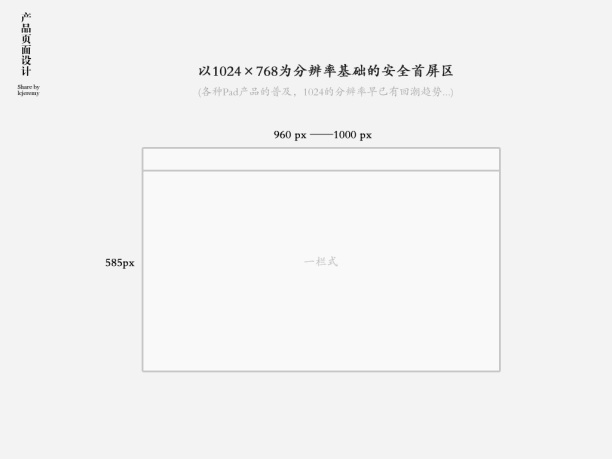 产品页面设计
Share by
kjeremy
以1024×768为分辨率基础的安全首屏区
(各种Pad产品的普及，1024的分辨率早已有回潮趋势...)
960 px ——1000 px
585px
一栏式